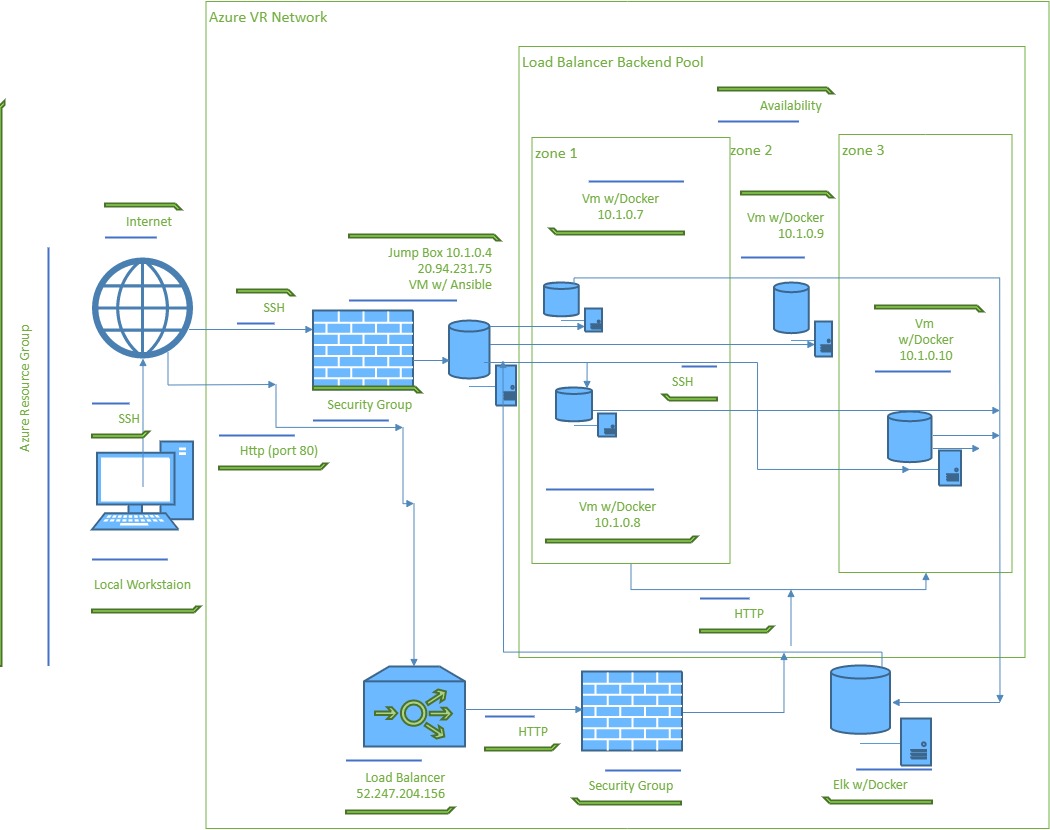 Azure VR Network
Load Balancer Backend Pool
Availability
zone 1
zone 2
zone 3
Vm w/Docker
10.1.0.7
Vm w/Docker
10.1.0.9
Internet
Jump Box 10.1.0.4
20.94.231.75
VM w/ Ansible
SSH
Vm
w/Docker
10.1.0.10
Azure Resource Group
SSH
Security Group
SSH
Http (port 80)
Vm w/Docker
10.1.0.8
Local Workstaion
HTTP
HTTP
Load Balancer
52.247.204.156
Security Group
Elk w/Docker